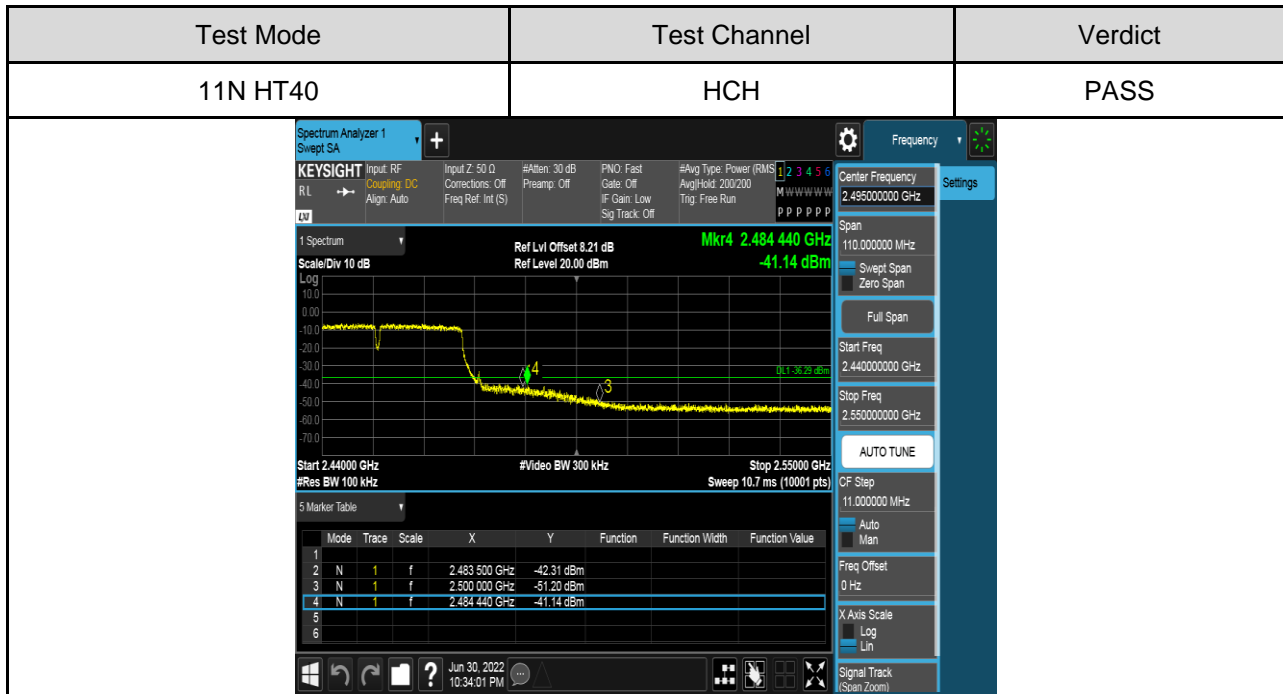 Test Mode Test Channel Verdict
11N HT40 HCH PASS
Spectrum Analyzer 1
Swept SA
+
Frequency
KEYSIGHT
RL
LXI
Input: RF
Coupling: DC
Align: Auto
Input Z: 50 Ω
Corrections: Off
Freq Ref: Int (S)
#Atten: 30 dB
Preamp: Off
PNO: Fast
Gate: Off
IF Gain: Low
Sig Track: Off
#Avg Type: Power (RMS
Avg|Hold: 200/200
Trig: Free Run
1 2 3 4 5 6
M W W W W W
P P P P P P
1 Spectrum
Scale/Div 10 dB
Ref Lvl Offset 8.21 dB
Ref Level 20.00 dBm
Mkr4 2.484 440 GHz
-41.14 dBm
Log
10.0
0.00
-10.0
-20.0
-30.0
-40.0
-50.0
-60.0
-70.0
4
3
DL1 -36.29 dBm
Start 2.44000 GHz #Video BW 300 kHz Stop 2.55000 GHz
#Res BW 100 kHz Sweep 10.7 ms (10001 pts)
5 Marker Table
Mode Trace Scale X Y Function Function Width Function Value
1
2 N 1 f 2.483 500 GHz -42.31 dBm
3 N 1 f 2.500 000 GHz -51.20 dBm
4 N 1 f 2.484 440 GHz -41.14 dBm
5
6
?
Jun 30, 2022
10:34:01 PM
Center Frequency
2.495000000 GHz
Settings
Span
110.000000 MHz
Swept Span
Zero Span
Full Span
Start Freq
2.440000000 GHz
Stop Freq
2.550000000 GHz
AUTO TUNE
CF Step
11.000000 MHz
Auto
Man
Freq Offset
0 Hz
X Axis Scale
Log
Lin
Signal Track
(Span Zoom)